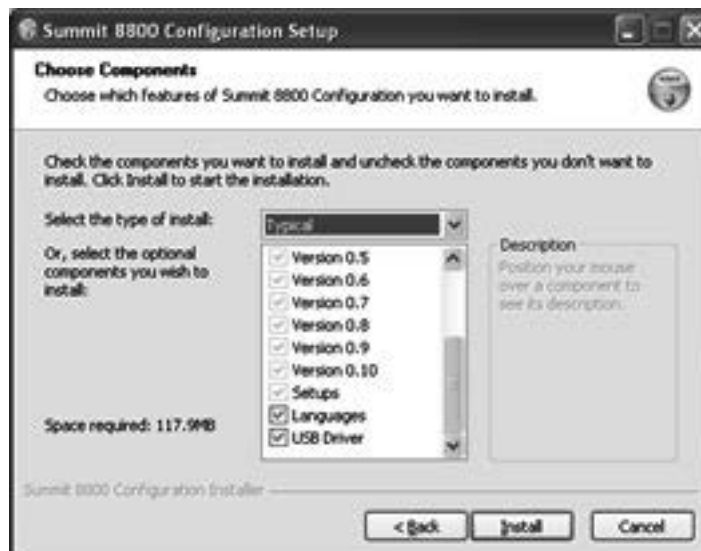 Summit 8800 Configuration Setup
Choose Components
Choose which features of Summit 8800 Configuration you want to install.
Check the components you want to install and uncheck the components you don't want to
install. Click Install to start the installation.
Select the type of install:
Typical
Or, select the optional
components you wish to
install:
Version 0.5
Version 0.6
Version 0.7
Version 0.8
Version 0.9
Version 0.10
Setups
Languages
USB Driver
Description
Position your mouse
over a component to
see its description.
Space required: 117.9MB
Summit 8800 Configuration Installer
< Back
Install
Cancel